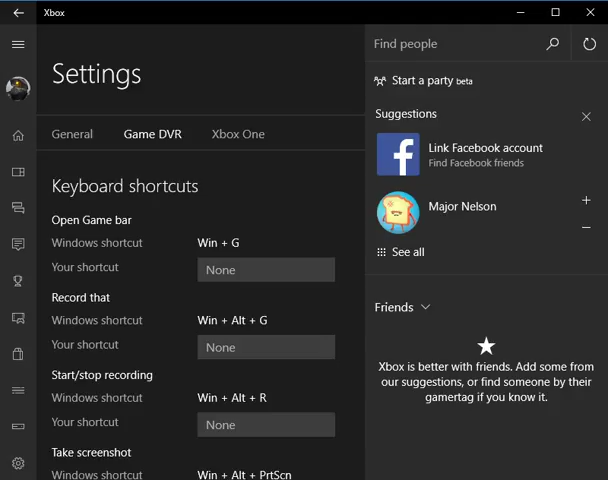 Xbox
Settings
General Game DVR Xbox One
Keyboard shortcuts
Open Game bar
Windows shortcut Win + G
Your shortcut None
Record that
Windows shortcut Win + Alt + G
Your shortcut None
Start/stop recording
Windows shortcut Win + Alt + R
Your shortcut None
Take screenshot
Windows shortcut Win + Alt + PrtScn
Find people
Start a party beta
Suggestions
Link Facebook account
Find Facebook friends
Major Nelson
See all
Friends
Xbox is better with friends. Add some from
our suggestions, or find someone by their
gamertag if you know it.